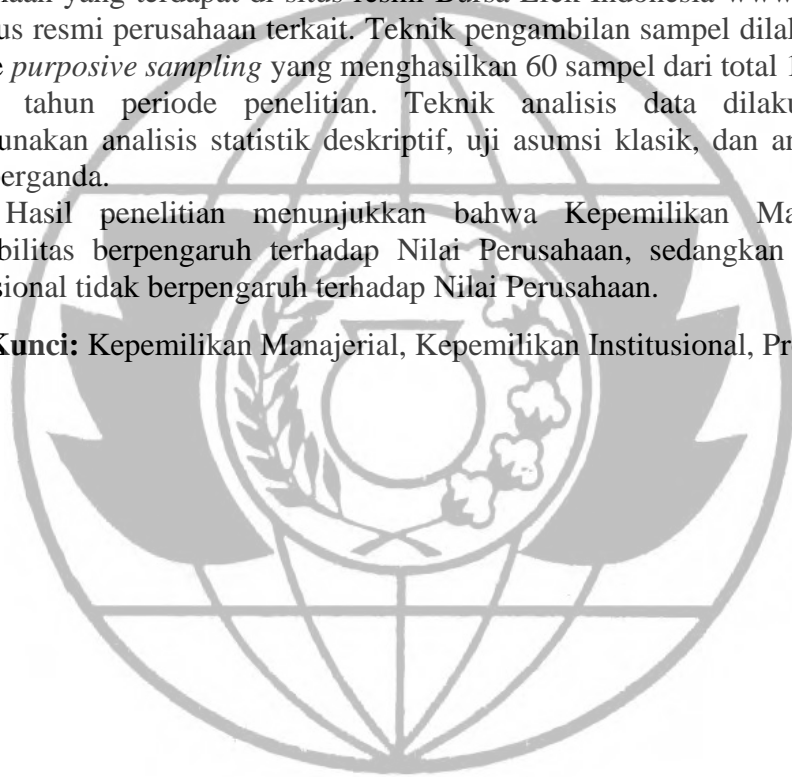 yang terdapat di situs resmi Bursa Efek Indonesia www.
us resmi perusahaan terkait. Teknik pengambilan sampel dila
e purposive sampling yang menghasilkan 60 sampel dari total 1
tahun periode penelitian. Teknik analisis data dilaku
unakan analisis statistik deskriptif, uji asumsi klasik, dan an
erganda.
Hasil penelitian menunjukkan bahwa Kepemilikan Ma
bilitas berpengaruh terhadap Nilai Perusahaan, sedangkan
sional tidak berpengaruh terhadap Nilai Perusahaan.
Kunci: Kepemilikan Manajerial, Kepemilikan Institusional, Pr